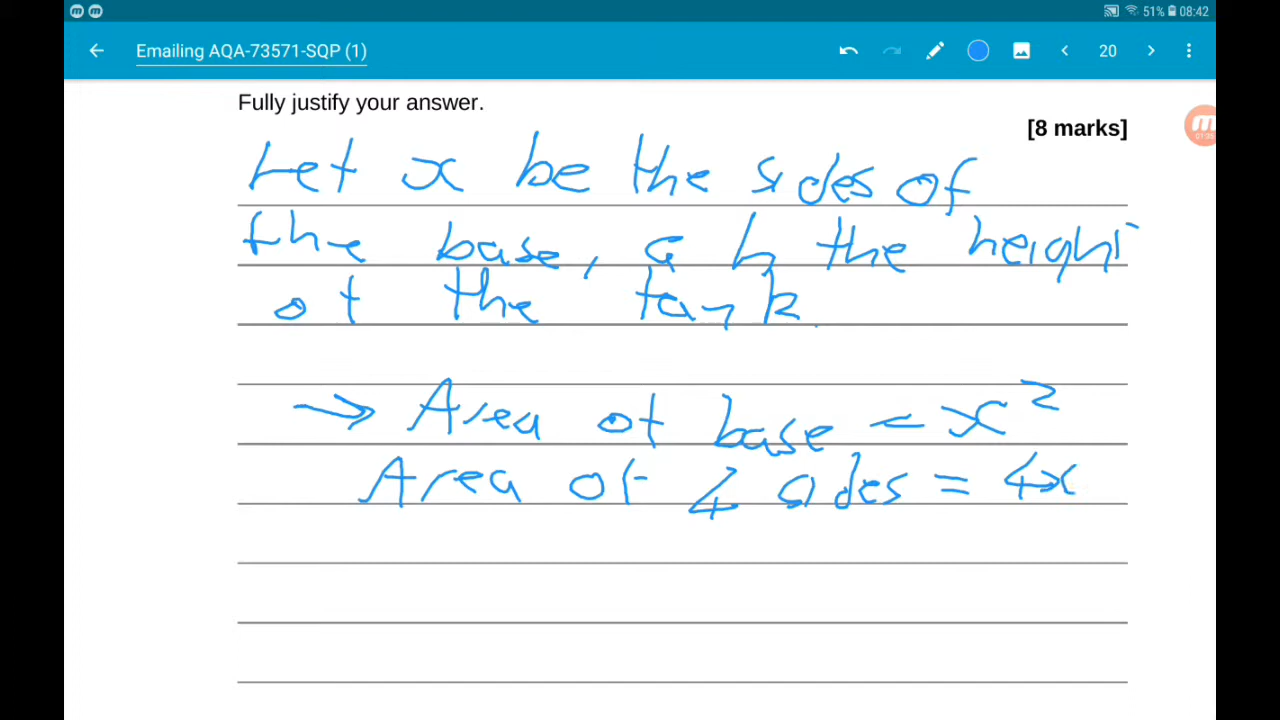 51% 08:42
Emailing AQA-73571-SQP (1)
20
Fully justify your answer.
[8 marks]
Let x be the sides of
the base, a h the height
of the tank.
→ Area of base = x²
Area of 4 sides = 4x